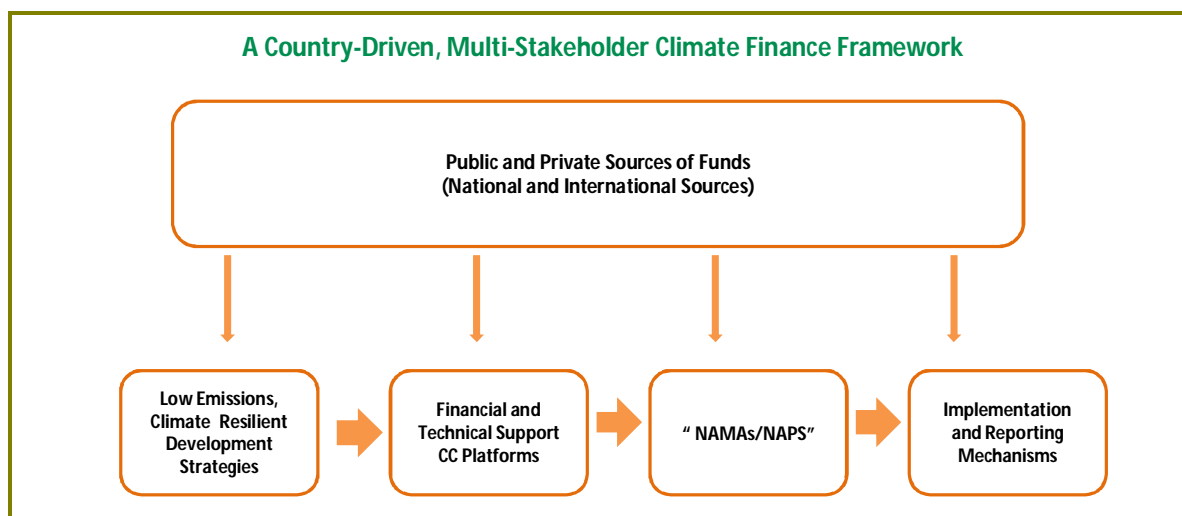 A Country-Driven, Multi-Stakeholder Climate Finance Framework
Public and Private Sources of Funds
(National and International Sources)
Low Emissions,
Climate Resilient
Development
Strategies
Financial and
Technical Support
CC Platforms
“ NAMAs/NAPS”
Implementation
and Reporting
Mechanisms